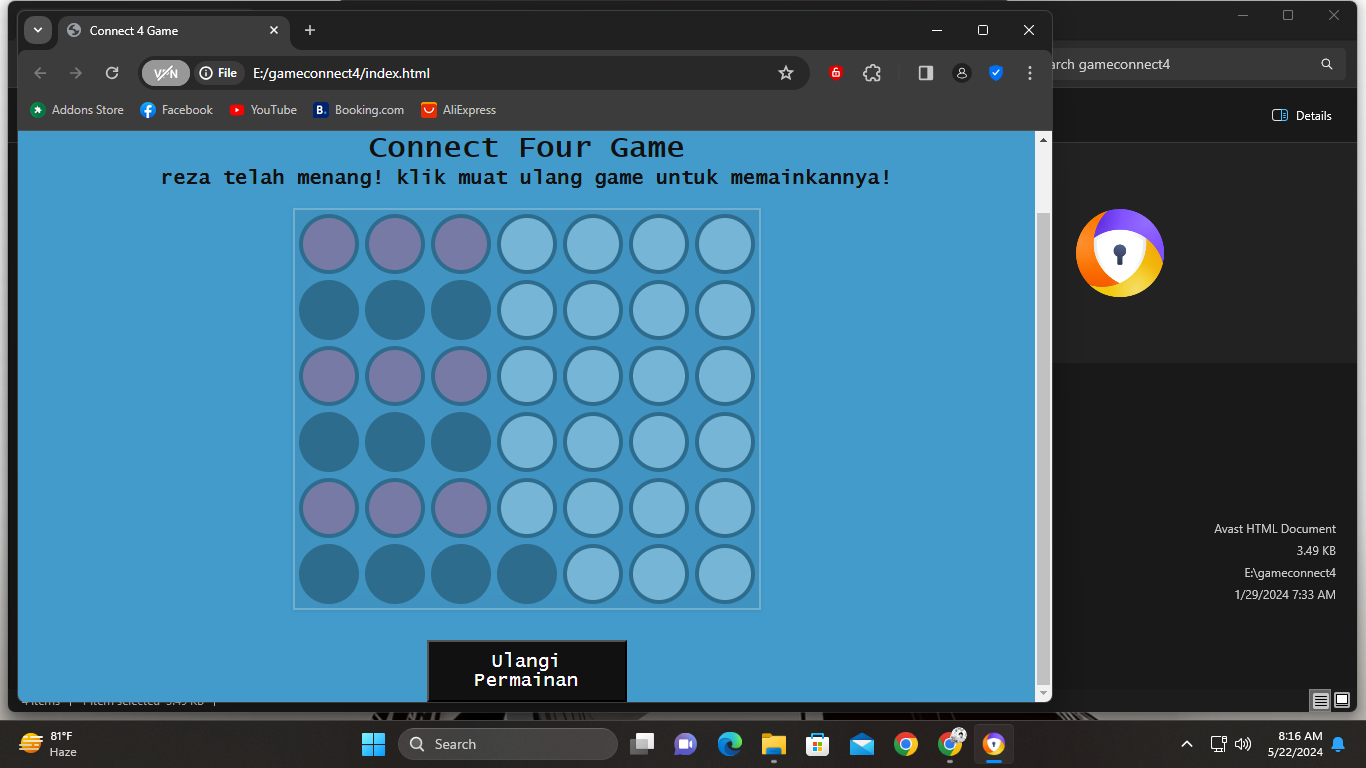 Connect 4 Game
VPN
File
E:/gameconnect4/index.html
arch gameconnect4
Addons Store
Facebook
YouTube
B.
Booking.com
AliExpress
Details
Connect Four Game
reza telah menang! klik muat ulang game untuk memainkannya!
Avast HTML Document
3.49 KB
E:\gameconnect4
1/29/2024 7:33 AM
Ulangi
Permainan
81°F
Haze
Search
8:16 AM
5/22/2024